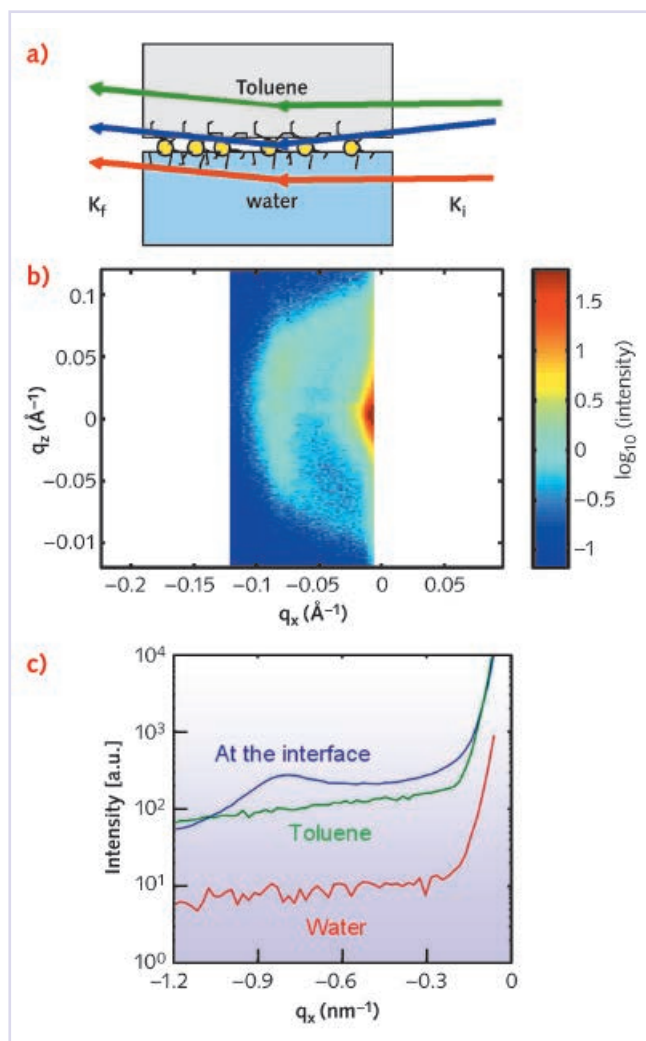 a)
Toluene
water
K_f
K_i
b)
0.1
0.05
0
−0.05
−0.01
q_z (Å⁻¹)
−0.2
−0.15
−0.1
−0.05
0
0.05
q_x (Å⁻¹)
1.5
1
0.5
0
−0.5
−1
log₁₀ (intensity)
c)
10⁴
10³
10²
10¹
10⁰
Intensity [a.u.]
At the interface
Toluene
Water
−1.2
−0.9
−0.6
−0.3
0
q_x (nm⁻¹)